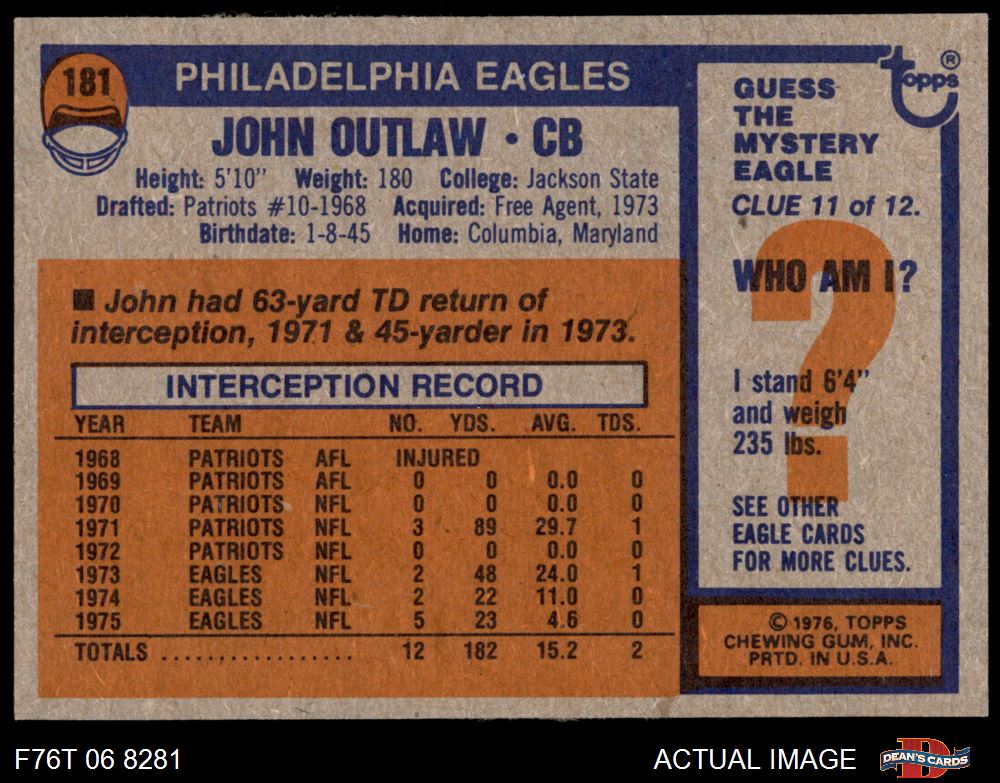 181
PHILADELPHIA EAGLES
JOHN OUTLAW • CB
Height: 5'10" Weight: 180 College: Jackson State
Drafted: Patriots #10-1968 Acquired: Free Agent, 1973
Birthdate: 1-8-45 Home: Columbia, Maryland
■ John had 63-yard TD return of
interception, 1971 & 45-yarder in 1973.
INTERCEPTION RECORD
YEAR TEAM NO. YDS. AVG. TDS.
1968 PATRIOTS AFL INJURED
1969 PATRIOTS AFL 0 0 0.0 0
1970 PATRIOTS NFL 0 0 0.0 0
1971 PATRIOTS NFL 3 89 29.7 1
1972 PATRIOTS NFL 0 0 0.0 0
1973 EAGLES NFL 2 48 24.0 1
1974 EAGLES NFL 2 22 11.0 0
1975 EAGLES NFL 5 23 4.6 0
TOTALS .................. 12 182 15.2 2
topps ®
GUESS
THE
MYSTERY
EAGLE
CLUE 11 of 12.
WHO AM I?
?
I stand 6'4"
and weigh
235 lbs.
SEE OTHER
EAGLE CARDS
FOR MORE CLUES.
© 1976, TOPPS
CHEWING GUM, INC.
PRTD. IN U.S.A.
F76T 06 8281
ACTUAL IMAGE
D
DEAN'S CARDS